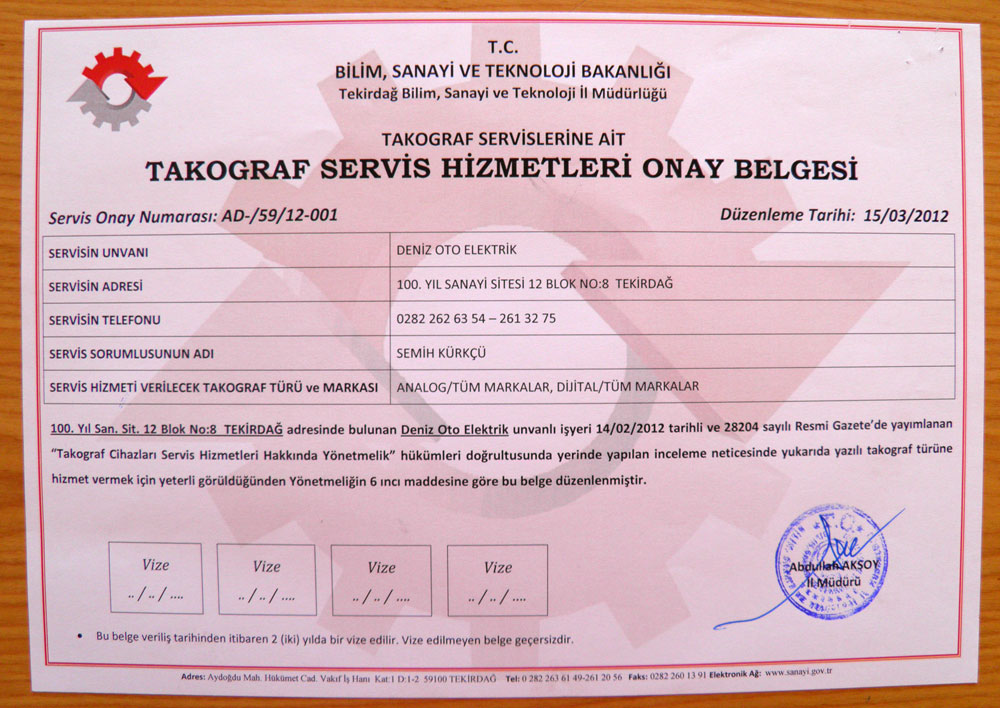 T.C.
BİLİM, SANAYİ VE TEKNOLOJİ BAKANLIĞI
Tekirdağ Bilim, Sanayi ve Teknoloji İl Müdürlüğü
TAKOGRAF SERVİSLERİNE AİT
TAKOGRAF SERVİS HİZMETLERİ ONAY BELGESİ
Servis Onay Numarası: AD-/59/12-001
Düzenleme Tarihi: 15/03/2012
SERVİSİN UNVANI DENİZ OTO ELEKTRİK
SERVİSİN ADRESİ 100. YIL SANAYİ SİTESİ 12 BLOK NO:8 TEKİRDAĞ
SERVİSİN TELEFONU 0282 262 63 54 – 261 32 75
SERVİS SORUMLUSUNUN ADI SEMİH KÜRKÇÜ
SERVİS HİZMETİ VERİLECEK TAKOGRAF TÜRÜ ve MARKASI ANALOG/TÜM MARKALAR, DİJİTAL/TÜM MARKALAR
100. Yıl San. Sit. 12 Blok No:8 TEKİRDAĞ adresinde bulunan Deniz Oto Elektrik unvanlı işyeri 14/02/2012 tarihli ve 28204 sayılı Resmi Gazete’de yayımlanan
“Takograf Cihazları Servis Hizmetleri Hakkında Yönetmelik” hükümleri doğrultusunda yerinde yapılan inceleme neticesinde yukarıda yazılı takograf türüne
hizmet vermek için yeterli görüldüğünden Yönetmeliğin 6 ıncı maddesine göre bu belge düzenlenmiştir.
Vize Vize Vize Vize
.. / .. / .... .. / .. / .... .. / .. / .... .. / .. / ....
T.C.
Abdullah AKSOY
İl Müdürü
• Bu belge veriliş tarihinden itibaren 2 (iki) yılda bir vize edilir. Vize edilmeyen belge geçersizdir.
Adres: Aydoğdu Mah. Hükümet Cad. Vakıf İş Hanı Kat:1 D:1-2 59100 TEKİRDAĞ Tel: 0 282 263 61 49-261 20 56 Faks: 0282 260 13 91 Elektronik Ağ: www.sanayi.gov.tr